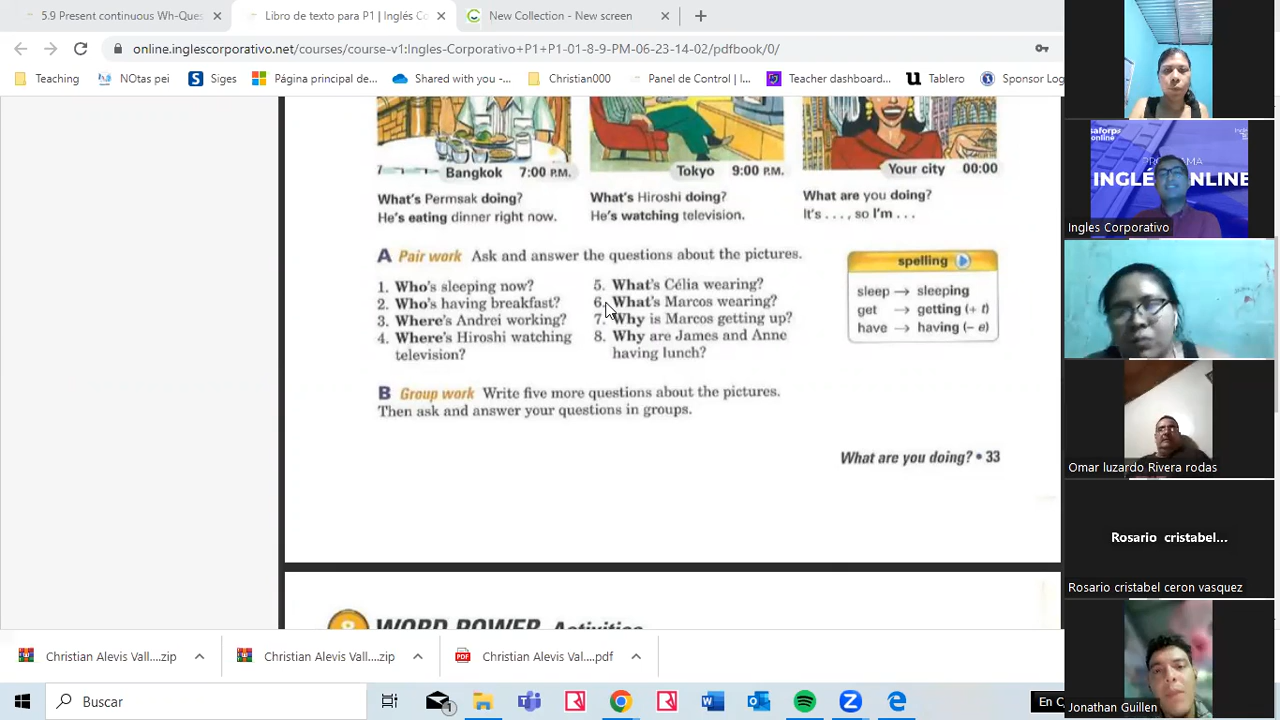 5.9 Present continuous Wh-Ques
Libro de texto para P1 | Inglés C
Near Collection - New screen
online.inglescorporativo.net/courses/course-v1:Ingles-Corporativo+P1+P1-01-8-9-PM-06-23-14-02/pdfbook/0/
Teaching
NOtas pei
Siges
Página principal de...
Shared with you -...
Christian000
Panel de Control | I...
Teacher dashboard...
Tablero
Sponsor Log
Bangkok 7:00 P.M.
Tokyo 9:00 P.M.
Your city 00:00
What's Permsak doing?
He's eating dinner right now.
What's Hiroshi doing?
He's watching television.
What are you doing?
It's . . . , so I'm . . .
A Pair work Ask and answer the questions about the pictures.
1. Who's sleeping now?
2. Who's having breakfast?
3. Where's Andrei working?
4. Where's Hiroshi watching
television?
5. What's Célia wearing?
6. What's Marcos wearing?
7. Why is Marcos getting up?
8. Why are James and Anne
having lunch?
spelling
sleep → sleeping
get → getting (+ t)
have → having (– e)
B Group work Write five more questions about the pictures.
Then ask and answer your questions in groups.
What are you doing? • 33
8 WORD POWER Activities
Christian Alevis Vall....zip
Christian Alevis Vall....zip
Christian Alevis Val....pdf
Buscar
1
En C
saforp
online
PROGRAMA
INGLÉS ONLINE
Ingles Corporativo
Omar luzardo Rivera rodas
Rosario cristabel...
Rosario cristabel ceron vasquez
Jonathan Guillen